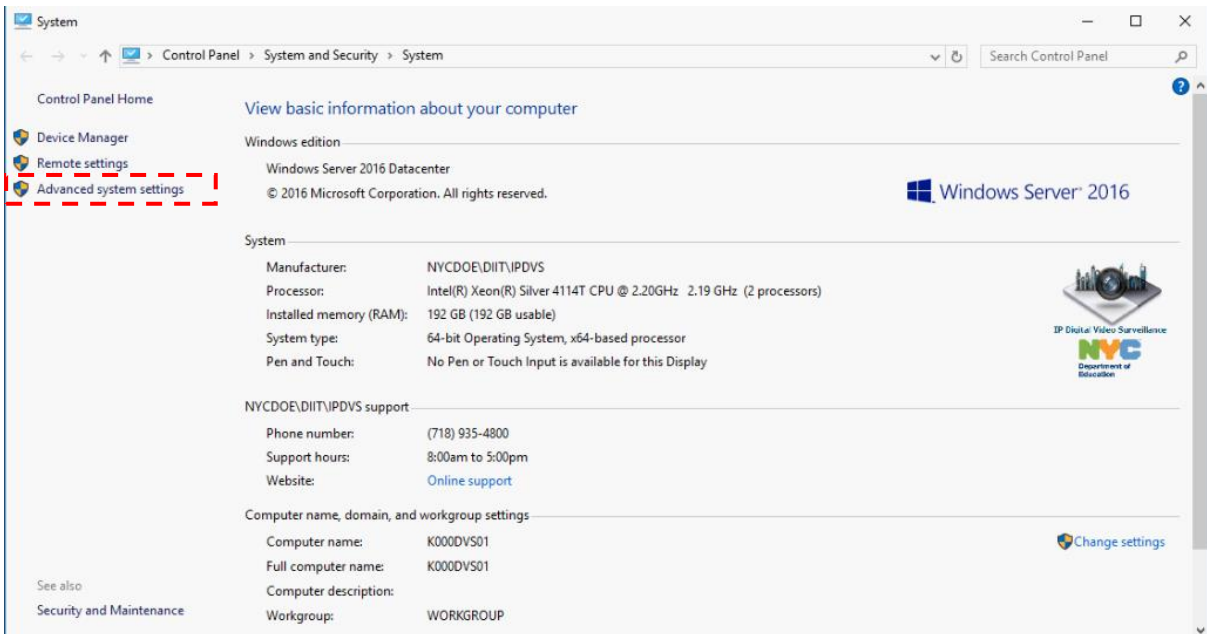 System
Control Panel > System and Security > System
Search Control Panel
Control Panel Home
Device Manager
Remote settings
Advanced system settings
See also
Security and Maintenance
?
View basic information about your computer
Windows edition
Windows Server 2016 Datacenter
© 2016 Microsoft Corporation. All rights reserved.
Windows Server® 2016
System
Manufacturer: NYCDOE\DIIT\IPDVS
Processor: Intel(R) Xeon(R) Silver 4114T CPU @ 2.20GHz 2.19 GHz (2 processors)
Installed memory (RAM): 192 GB (192 GB usable)
System type: 64-bit Operating System, x64-based processor
Pen and Touch: No Pen or Touch Input is available for this Display
IP Digital Video Surveillance
NYC
Department of
Education
NYCDOE\DIIT\IPDVS support
Phone number: (718) 935-4800
Support hours: 8:00am to 5:00pm
Website: Online support
Computer name, domain, and workgroup settings
Computer name: K000DVS01
Change settings
Full computer name: K000DVS01
Computer description:
Workgroup: WORKGROUP